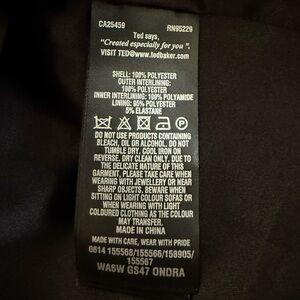 CA25459 RN95229
Ted says,
"Created especially for you".
VISIT TED@www.tedbaker.com
SHELL: 100% POLYESTER
OUTER INTERLINING:
100% POLYESTER
INNER INTERLINING: 100% POLYAMIDE
LINING: 95% POLYESTER
5% ELASTANE
DO NOT USE PRODUCTS CONTAINING
BLEACH, OIL OR ALCOHOL. DO NOT
TUMBLE DRY. COOL IRON ON
REVERSE. DRY CLEAN ONLY. DUE TO
THE DELICATE NATURE OF THIS
GARMENT, PLEASE TAKE CARE WHEN
WEARING WITH JEWELLERY OR NEAR
SHARP OBJECTS. BEWARE WHEN
SITTING ON LIGHT COLOUR SOFAS OR
WHEN WEARING WITH LIGHT
COLOURED CLOTHING AS THE COLOUR
MAY TRANSFER.
MADE IN CHINA
MADE WITH CARE, WEAR WITH PRIDE
0614 155568/155566/158905/
155567
WA6W GS47 ONDRA